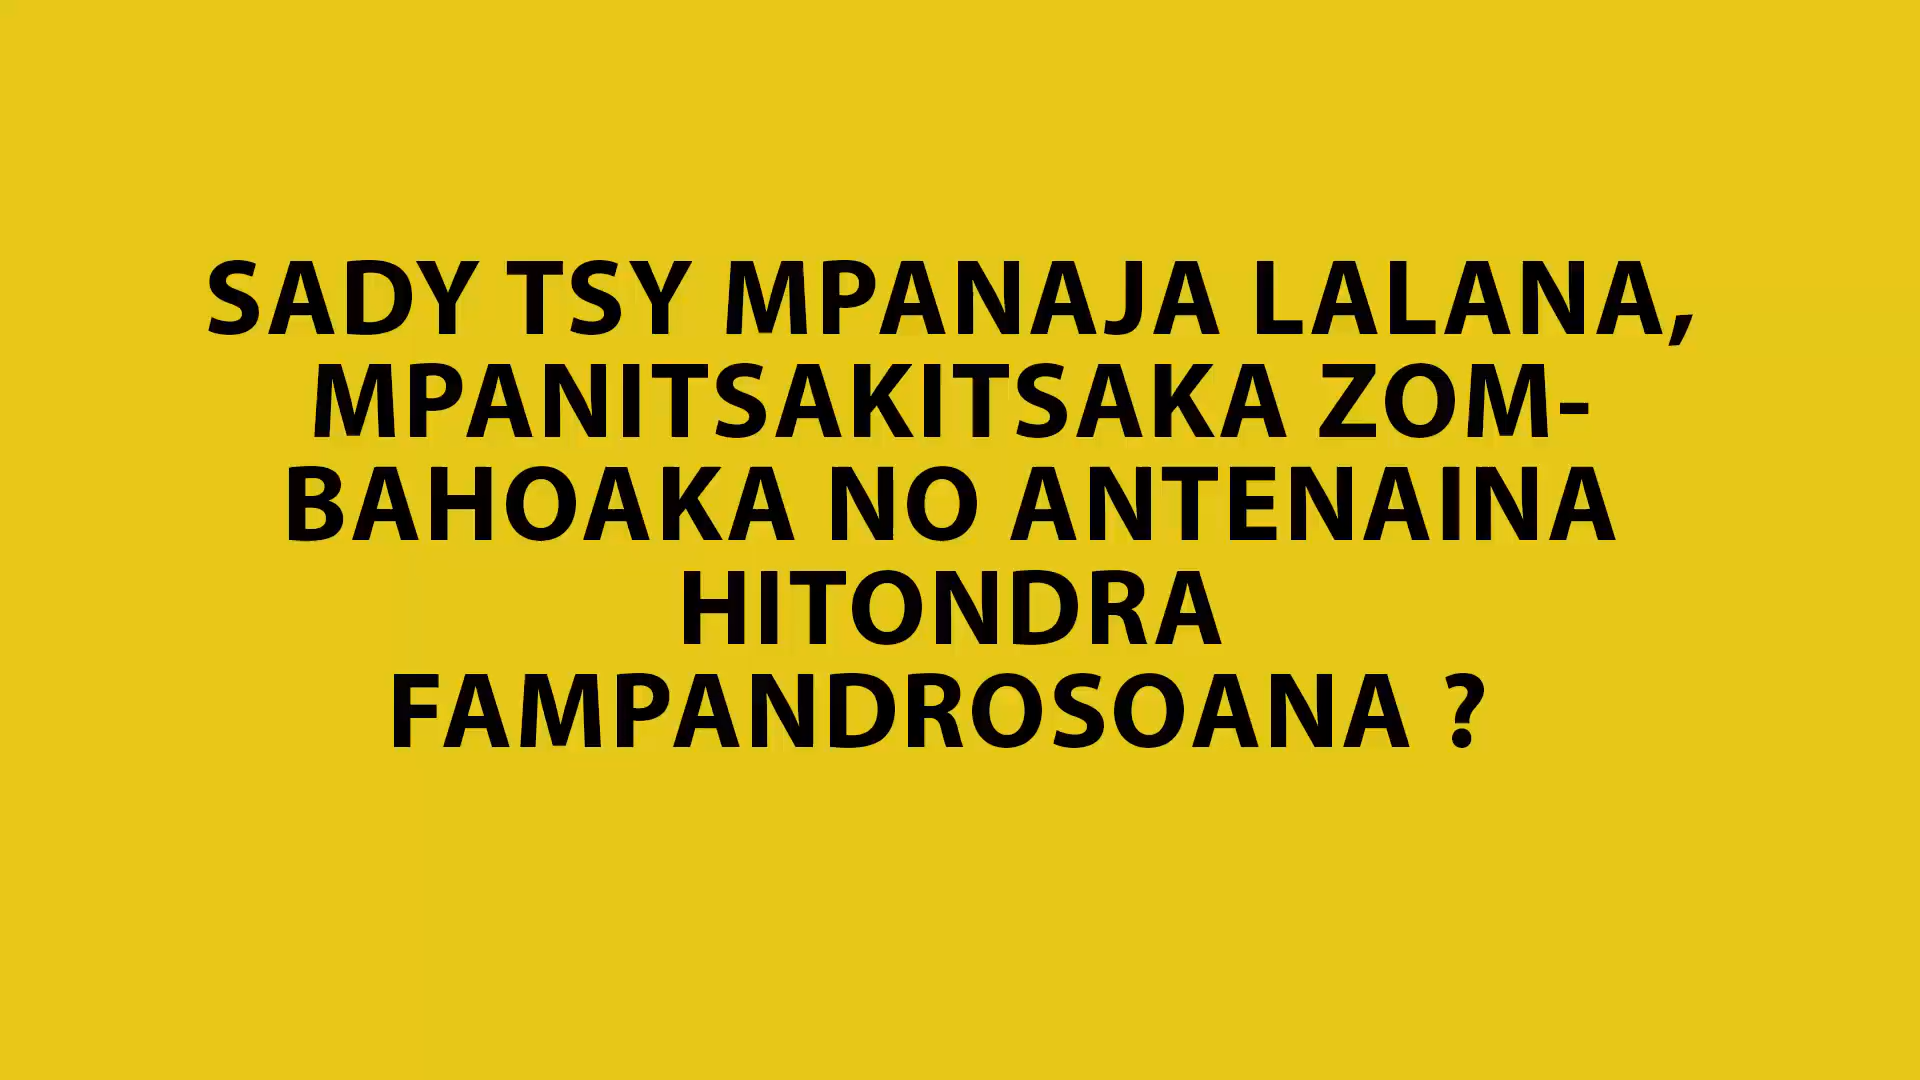 SADY TSY MPANAJA LALANA,
MPANITSAKITSAKA ZOM-
BAHOAKA NO ANTENAINA
HITONDRA
FAMPANDROSOANA ?